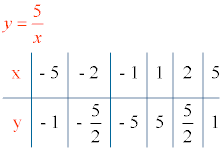 y = 5/x
x - 5 - 2 - 1 1 2 5
y - 1 - 5/2 - 5 5 5/2 1